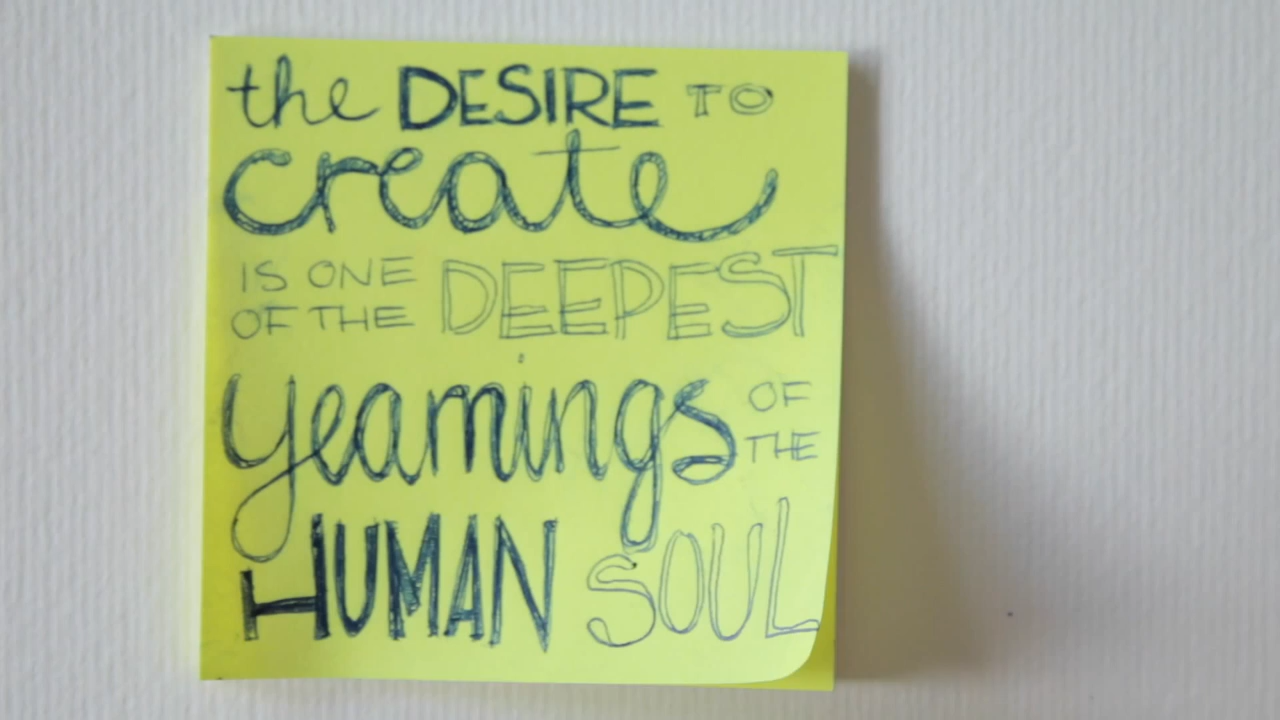 the DESIRE TO
create
IS ONE
OF THE DEEPEST
yearnings OF
THE
HUMAN SOUL